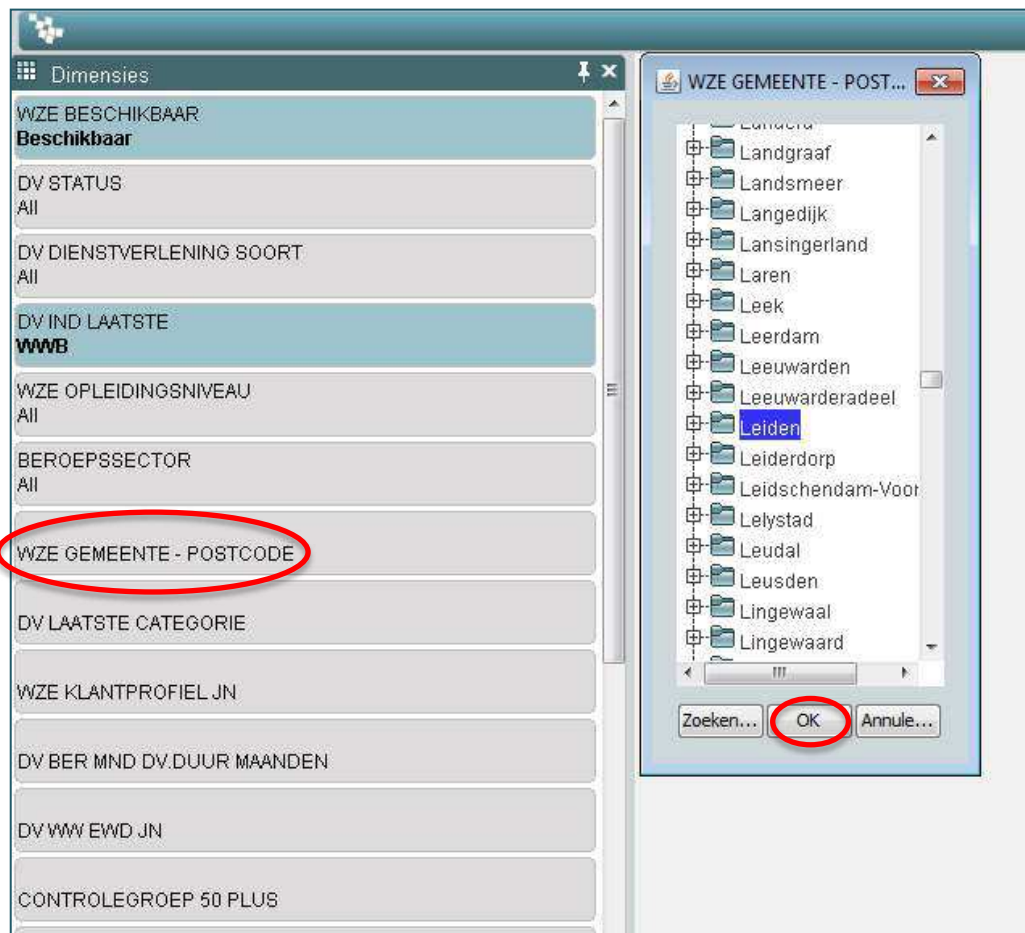 Dimensies
WZE BESCHIKBAAR
Beschikbaar
DV STATUS
All
DV DIENSTVERLENING SOORT
All
DV IND LAATSTE
WWB
WZE OPLEIDINGSNIVEAU
All
BEROEPSSECTOR
All
WZE GEMEENTE - POSTCODE
DV LAATSTE CATEGORIE
WZE KLANTPROFIEL JN
DV BER MND DV.DUUR MAANDEN
DV WW EWD JN
CONTROLEGROEP 50 PLUS
WZE GEMEENTE - POST...
Landgraaf
Landsmeer
Langedijk
Lansingerland
Laren
Leek
Leerdam
Leeuwarden
Leeuwarderadeel
Leiden
Leiderdorp
Leidschendam-Voor
Lelystad
Leudal
Leusden
Lingewaal
Lingewaard
Zoeken... OK Annule...